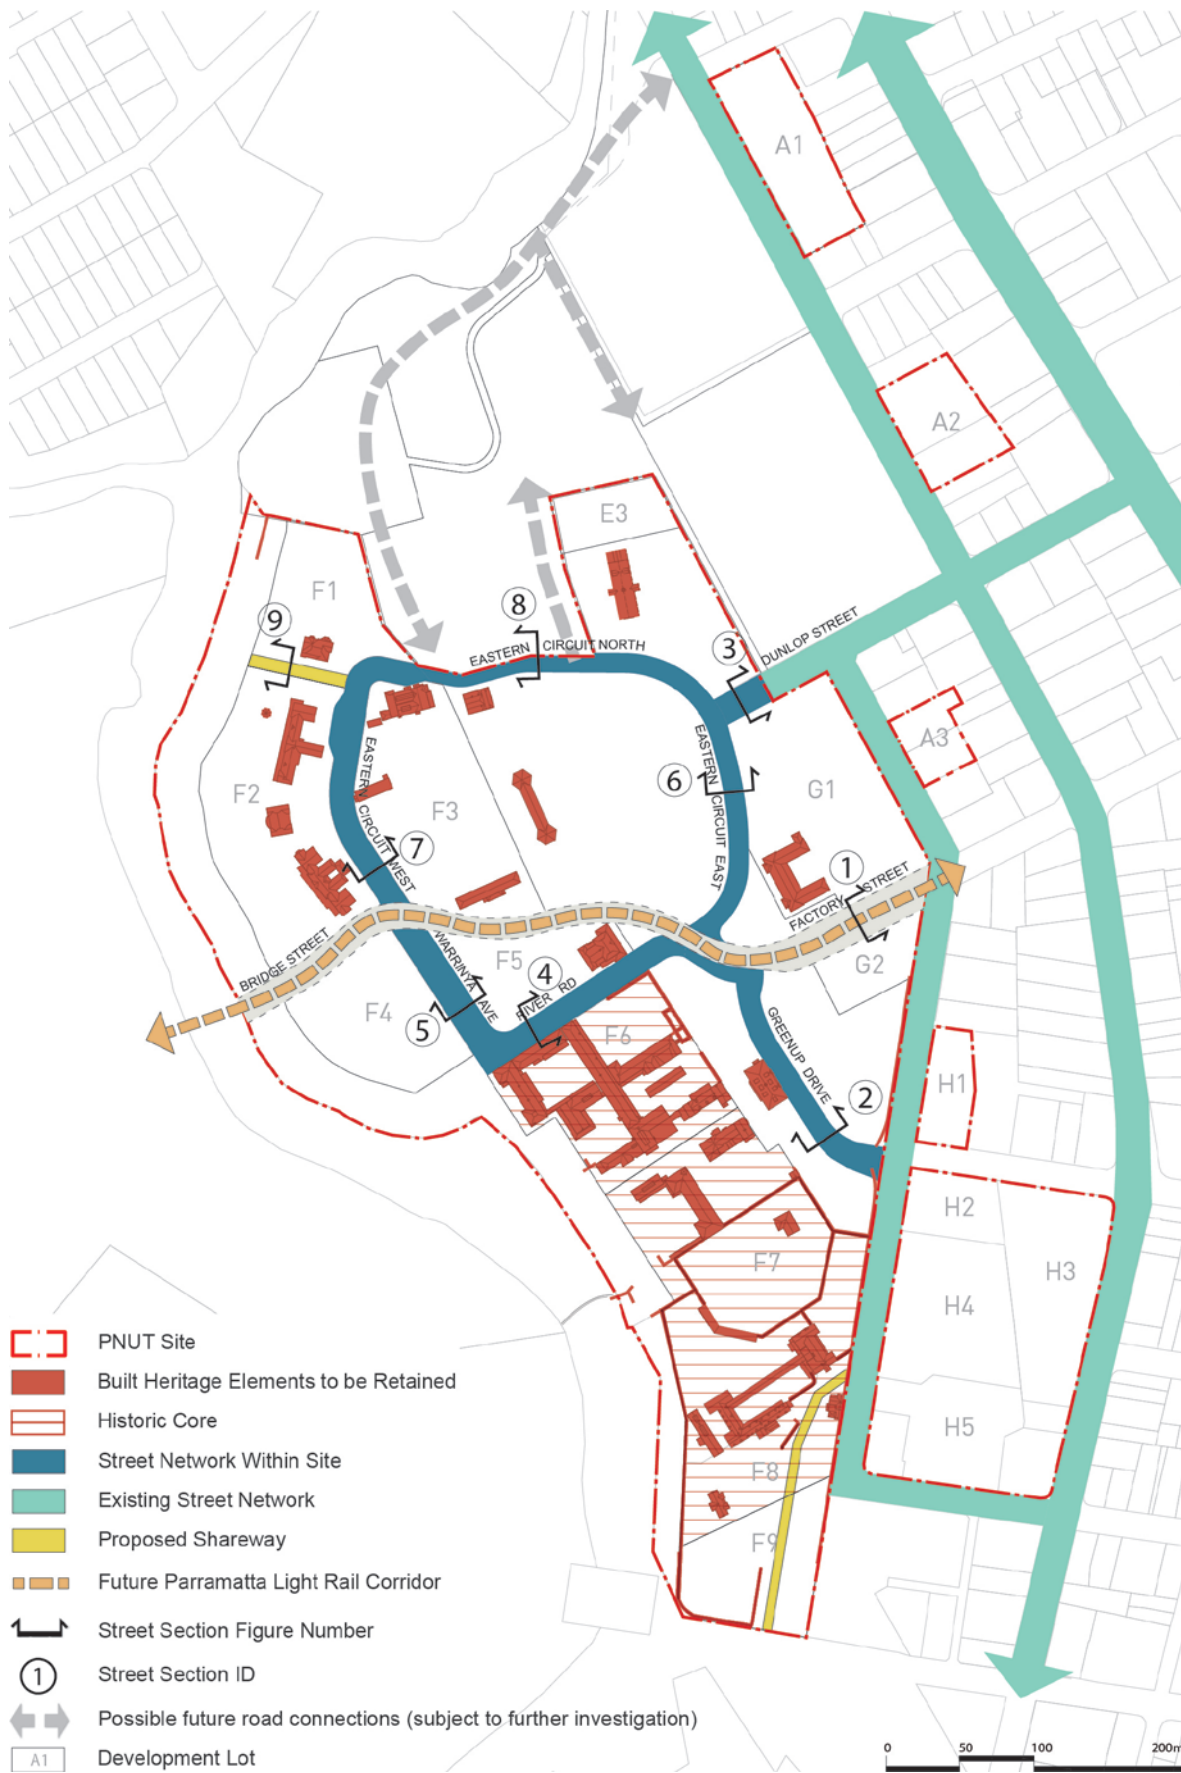 A1
A2
E3
F1
8
9
EASTERN CIRCUIT NORTH
3
DUNLOP STREET
A3
EASTERN CIRCUIT WEST
F2
F3
6
EASTERN CIRCUIT EAST
G1
7
1
FACTORY STREET
BRIDGE STREET
WARRINYA AVE
F5
4
RIVER RD
G2
F4
5
F6
GREENUP DRIVE
2
H1
H2
H3
F7
H4
H5
F8
F9
PNUT Site
Built Heritage Elements to be Retained
Historic Core
Street Network Within Site
Existing Street Network
Proposed Shareway
Future Parramatta Light Rail Corridor
Street Section Figure Number
1 Street Section ID
Possible future road connections (subject to further investigation)
A1 Development Lot
0 50 100 200m